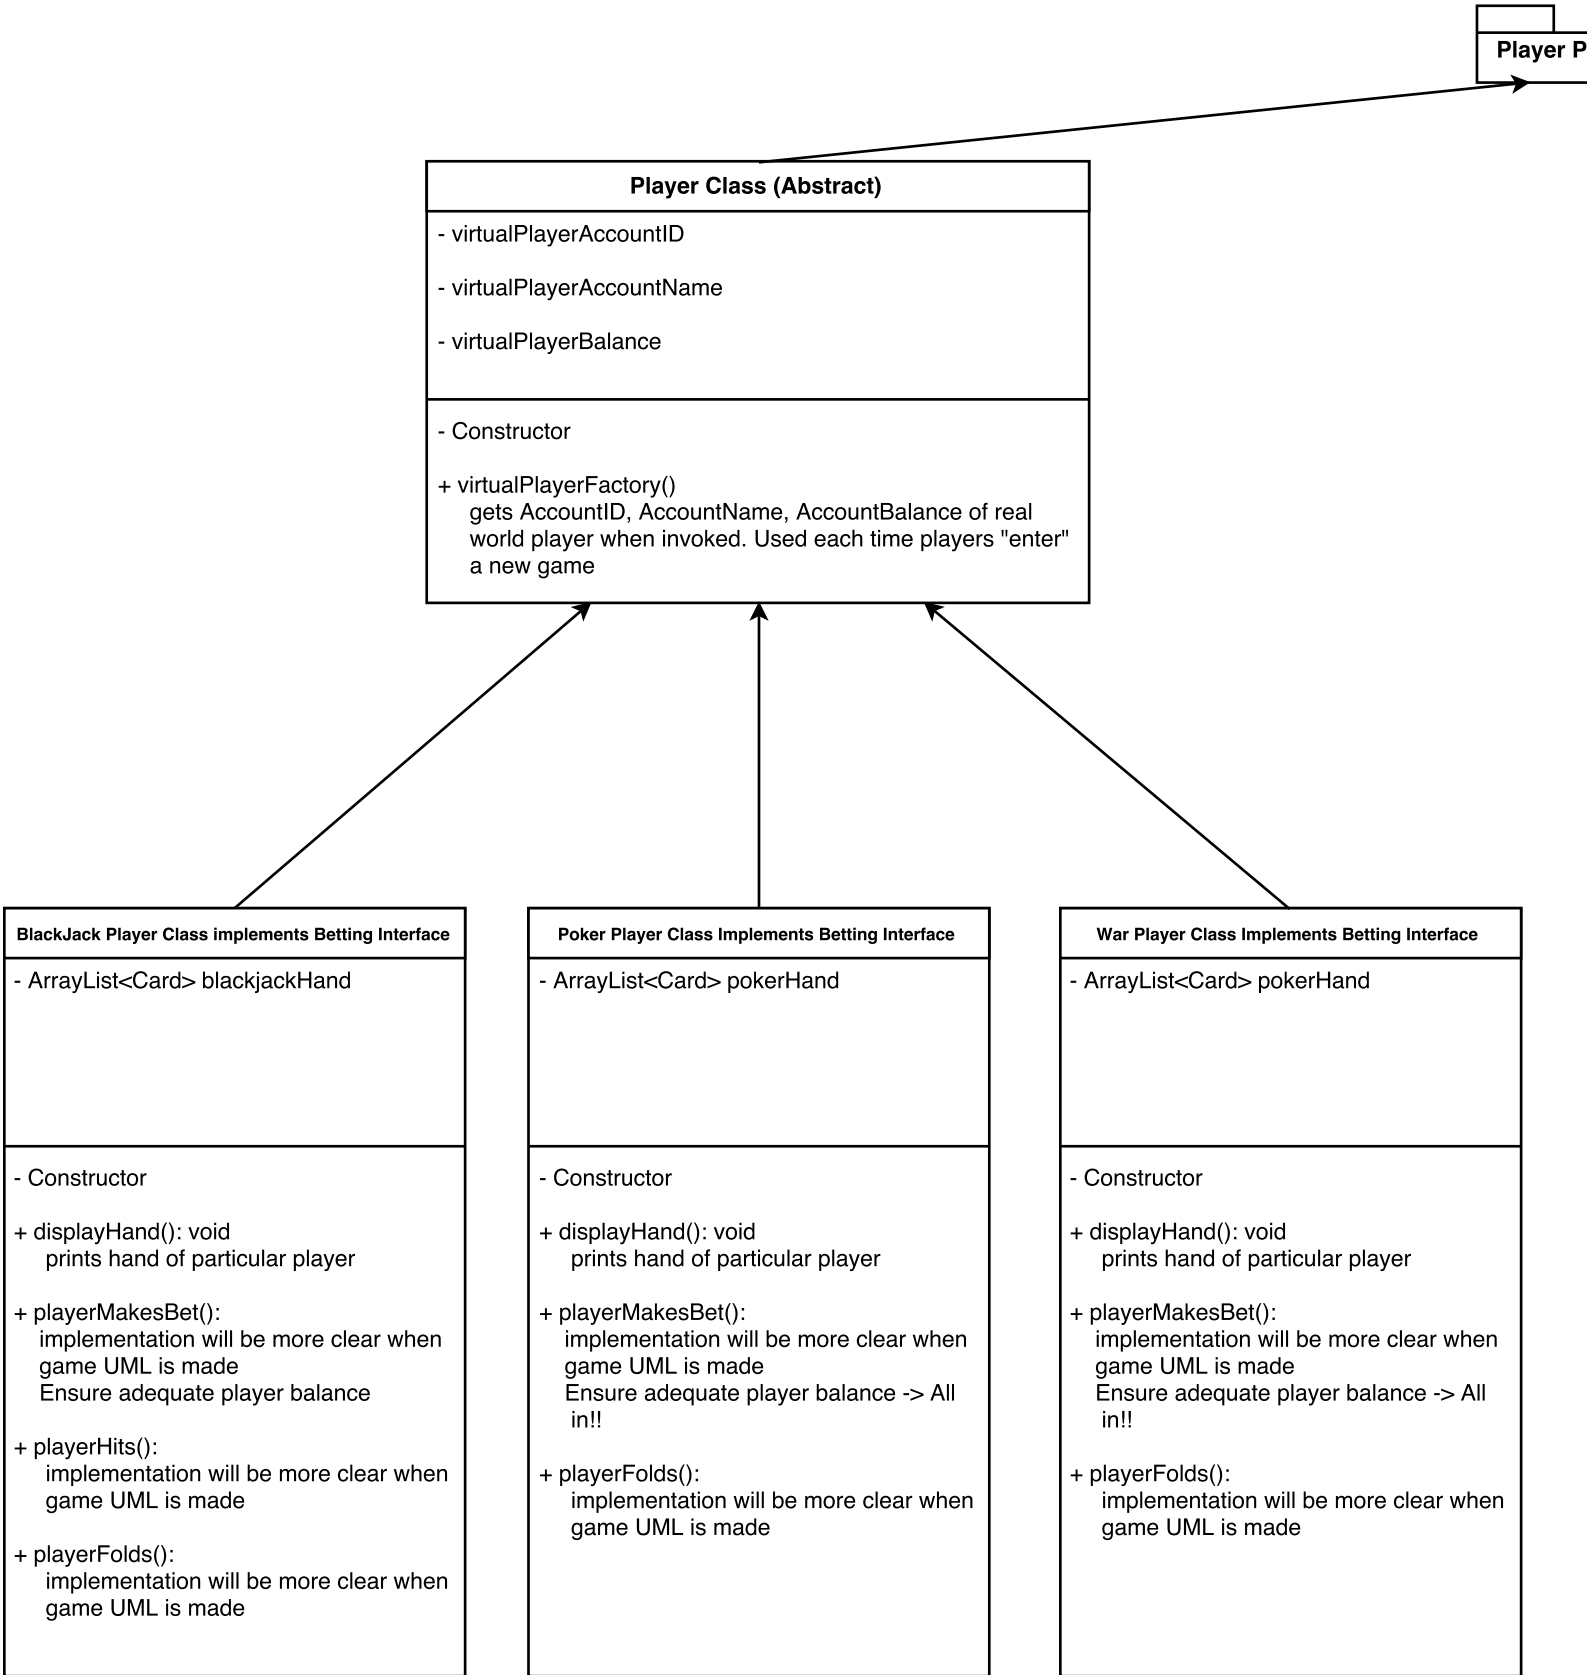 Player P
Player Class (Abstract)
- virtualPlayerAccountID
- virtualPlayerAccountName
- virtualPlayerBalance
- Constructor
+ virtualPlayerFactory()
gets AccountID, AccountName, AccountBalance of real
world player when invoked. Used each time players "enter"
a new game
BlackJack Player Class implements Betting Interface
- ArrayList<Card> blackjackHand
- Constructor
+ displayHand(): void
prints hand of particular player
+ playerMakesBet():
implementation will be more clear when
game UML is made
Ensure adequate player balance
+ playerHits():
implementation will be more clear when
game UML is made
+ playerFolds():
implementation will be more clear when
game UML is made
Poker Player Class Implements Betting Interface
- ArrayList<Card> pokerHand
- Constructor
+ displayHand(): void
prints hand of particular player
+ playerMakesBet():
implementation will be more clear when
game UML is made
Ensure adequate player balance -> All
in!!
+ playerFolds():
implementation will be more clear when
game UML is made
War Player Class Implements Betting Interface
- ArrayList<Card> pokerHand
- Constructor
+ displayHand(): void
prints hand of particular player
+ playerMakesBet():
implementation will be more clear when
game UML is made
Ensure adequate player balance -> All
in!!
+ playerFolds():
implementation will be more clear when
game UML is made